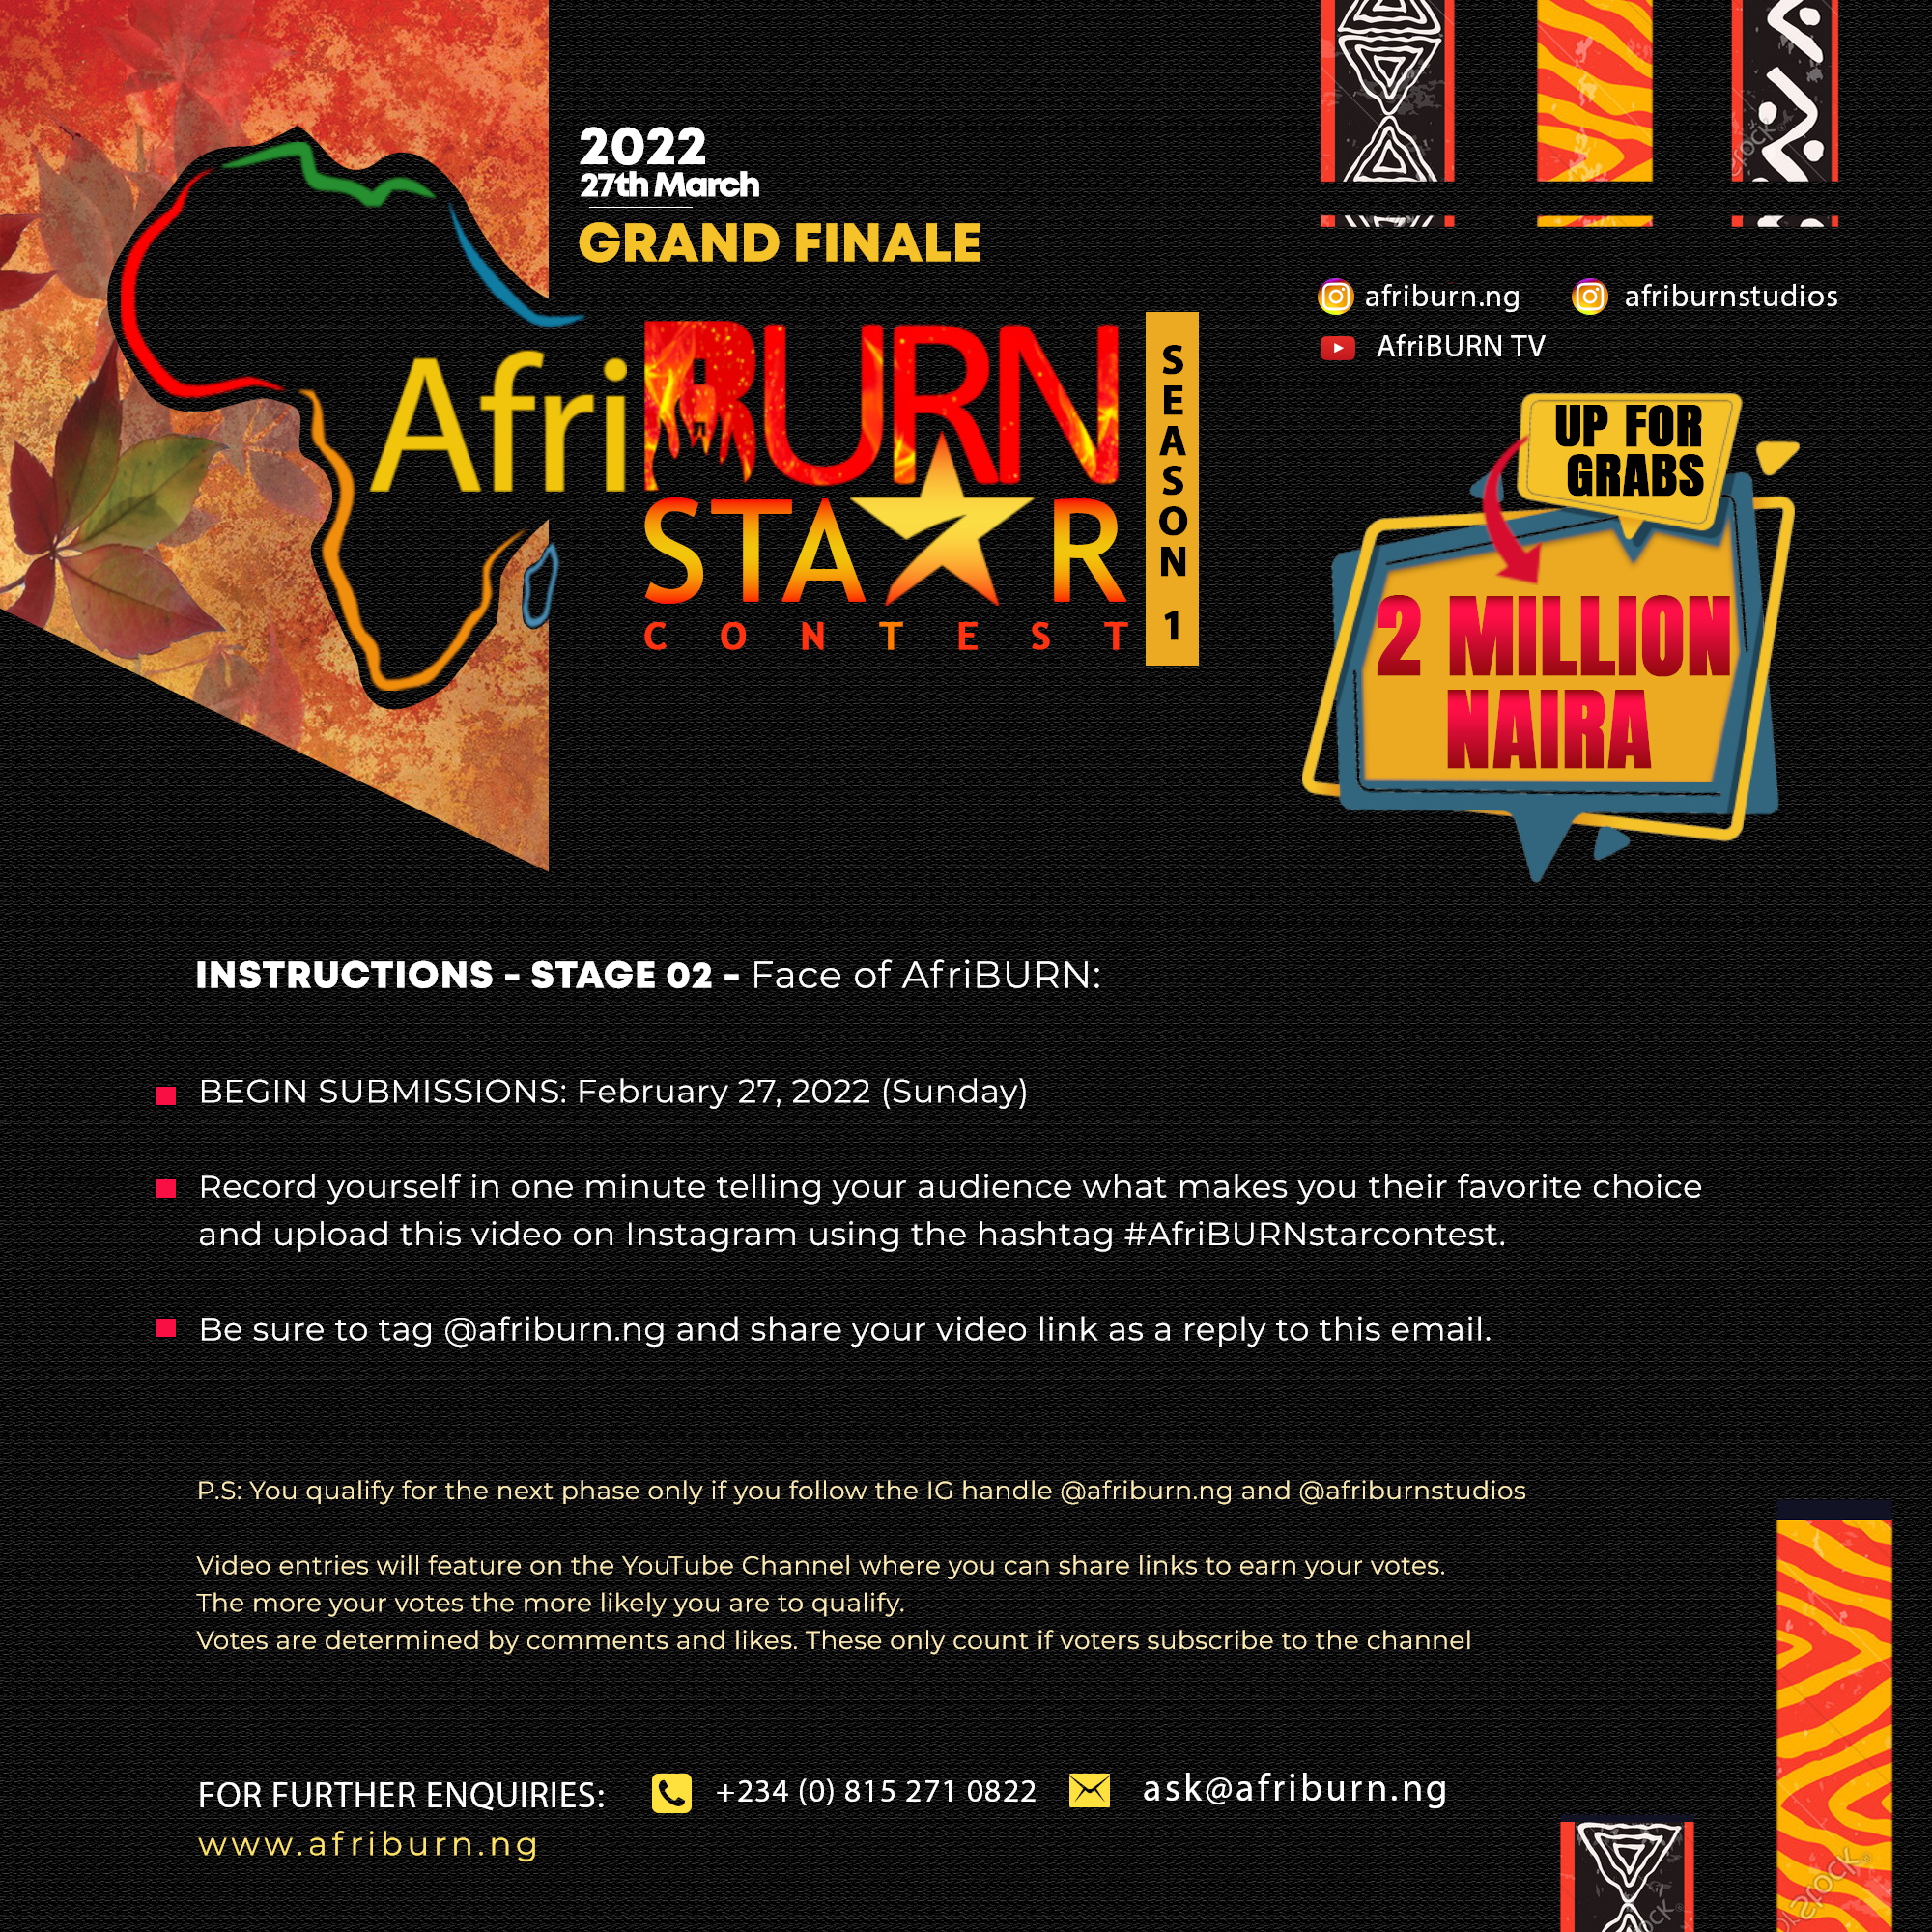 2022
27th March
GRAND FINALE
AfriBURN
STAR
CONTEST
SEASON 1
afriburn.ng
afriburnstudios
AfriBURN TV
UP FOR
GRABS
2 MILLION
NAIRA
INSTRUCTIONS - STAGE 02 - Face of AfriBURN:
BEGIN SUBMISSIONS: February 27, 2022 (Sunday)
Record yourself in one minute telling your audience what makes you their favorite choice
and upload this video on Instagram using the hashtag #AfriBURNstarcontest.
Be sure to tag @afriburn.ng and share your video link as a reply to this email.
P.S: You qualify for the next phase only if you follow the IG handle @afriburn.ng and @afriburnstudios
Video entries will feature on the YouTube Channel where you can share links to earn your votes.
The more your votes the more likely you are to qualify.
Votes are determined by comments and likes. These only count if voters subscribe to the channel
FOR FURTHER ENQUIRIES:
+234 (0) 815 271 0822
ask@afriburn.ng
www.afriburn.ng